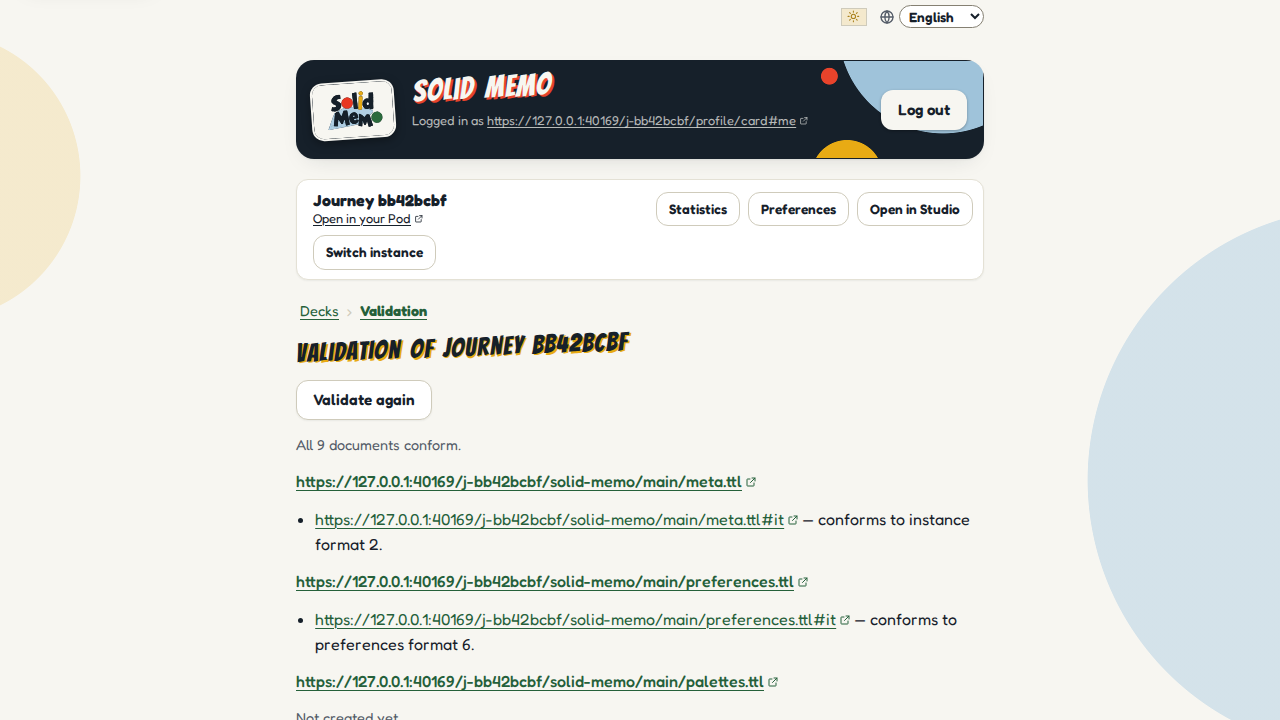 English
Solid Memo
SOLID MEMO
Logged in as https://127.0.0.1:40169/j-bb42bcbf/profile/card#me
Log out
Journey bb42bcbf
Open in your Pod
Statistics
Preferences
Open in Studio
Switch instance
Decks › Validation
VALIDATION OF JOURNEY BB42BCBF
Validate again
All 9 documents conform.
https://127.0.0.1:40169/j-bb42bcbf/solid-memo/main/meta.ttl
• https://127.0.0.1:40169/j-bb42bcbf/solid-memo/main/meta.ttl#it — conforms to instance
format 2.
https://127.0.0.1:40169/j-bb42bcbf/solid-memo/main/preferences.ttl
• https://127.0.0.1:40169/j-bb42bcbf/solid-memo/main/preferences.ttl#it — conforms to
preferences format 6.
https://127.0.0.1:40169/j-bb42bcbf/solid-memo/main/palettes.ttl
Not created yet